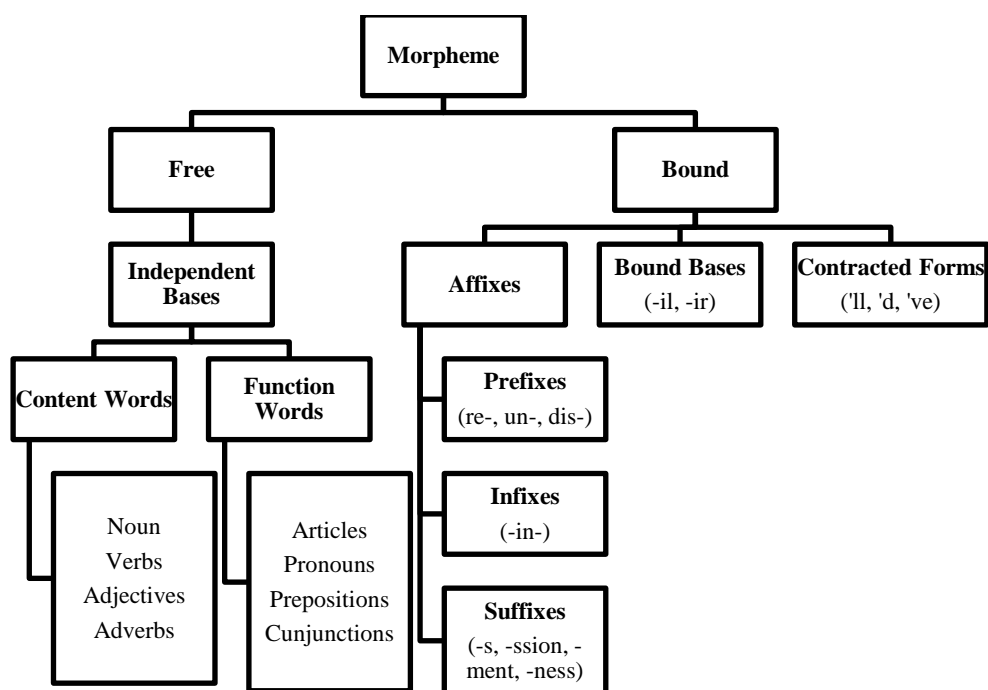 Morpheme
Free
Bound
Independent
Bases
Affixes
Bound Bases
(-il, -ir)
Contracted Forms
('ll, 'd, 've)
Content Words
Function
Words
Prefixes
(re-, un-, dis-)
Noun
Verbs
Adjectives
Adverbs
Articles
Pronouns
Prepositions
Cunjunctions
Infixes
(-in-)
Suffixes
(-s, -ssion, -
ment, -ness)